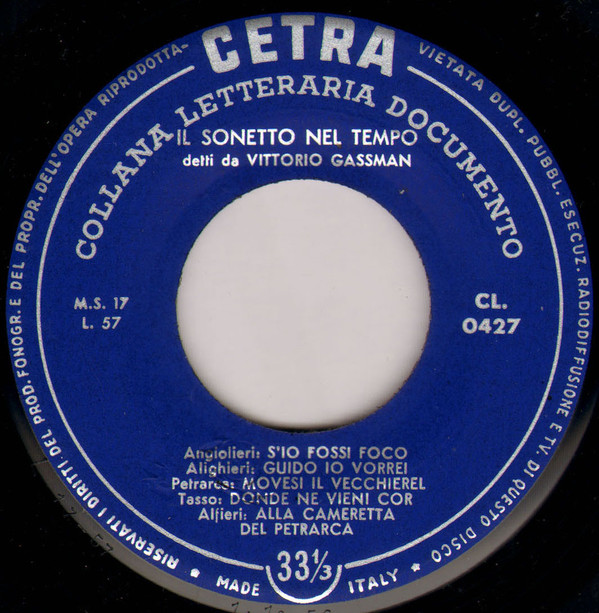 CETRA
COLLANA LETTERARIA DOCUMENTO
IL SONETTO NEL TEMPO
detti da VITTORIO GASSMAN
M.S. 17
L. 57
CL.
0427
Angiolieri: S'IO FOSSI FOCO
Alighieri: GUIDO IO VORREI
Petrarca: MOVESI IL VECCHIEREL
Tasso: DONDE NE VIENI COR
Alfieri: ALLA CAMERETTA
DEL PETRARCA
33⅓
MADE ITALY
RISERVATI I DIRITTI DEL PROD. FONOGR. E DEL PROPR. DELL'OPERA RIPRODOTTA- VIETATA DUPL. PUBBL. ESECUZ. RADIODIFFUSIONE E TV. DI QUESTO DISCO